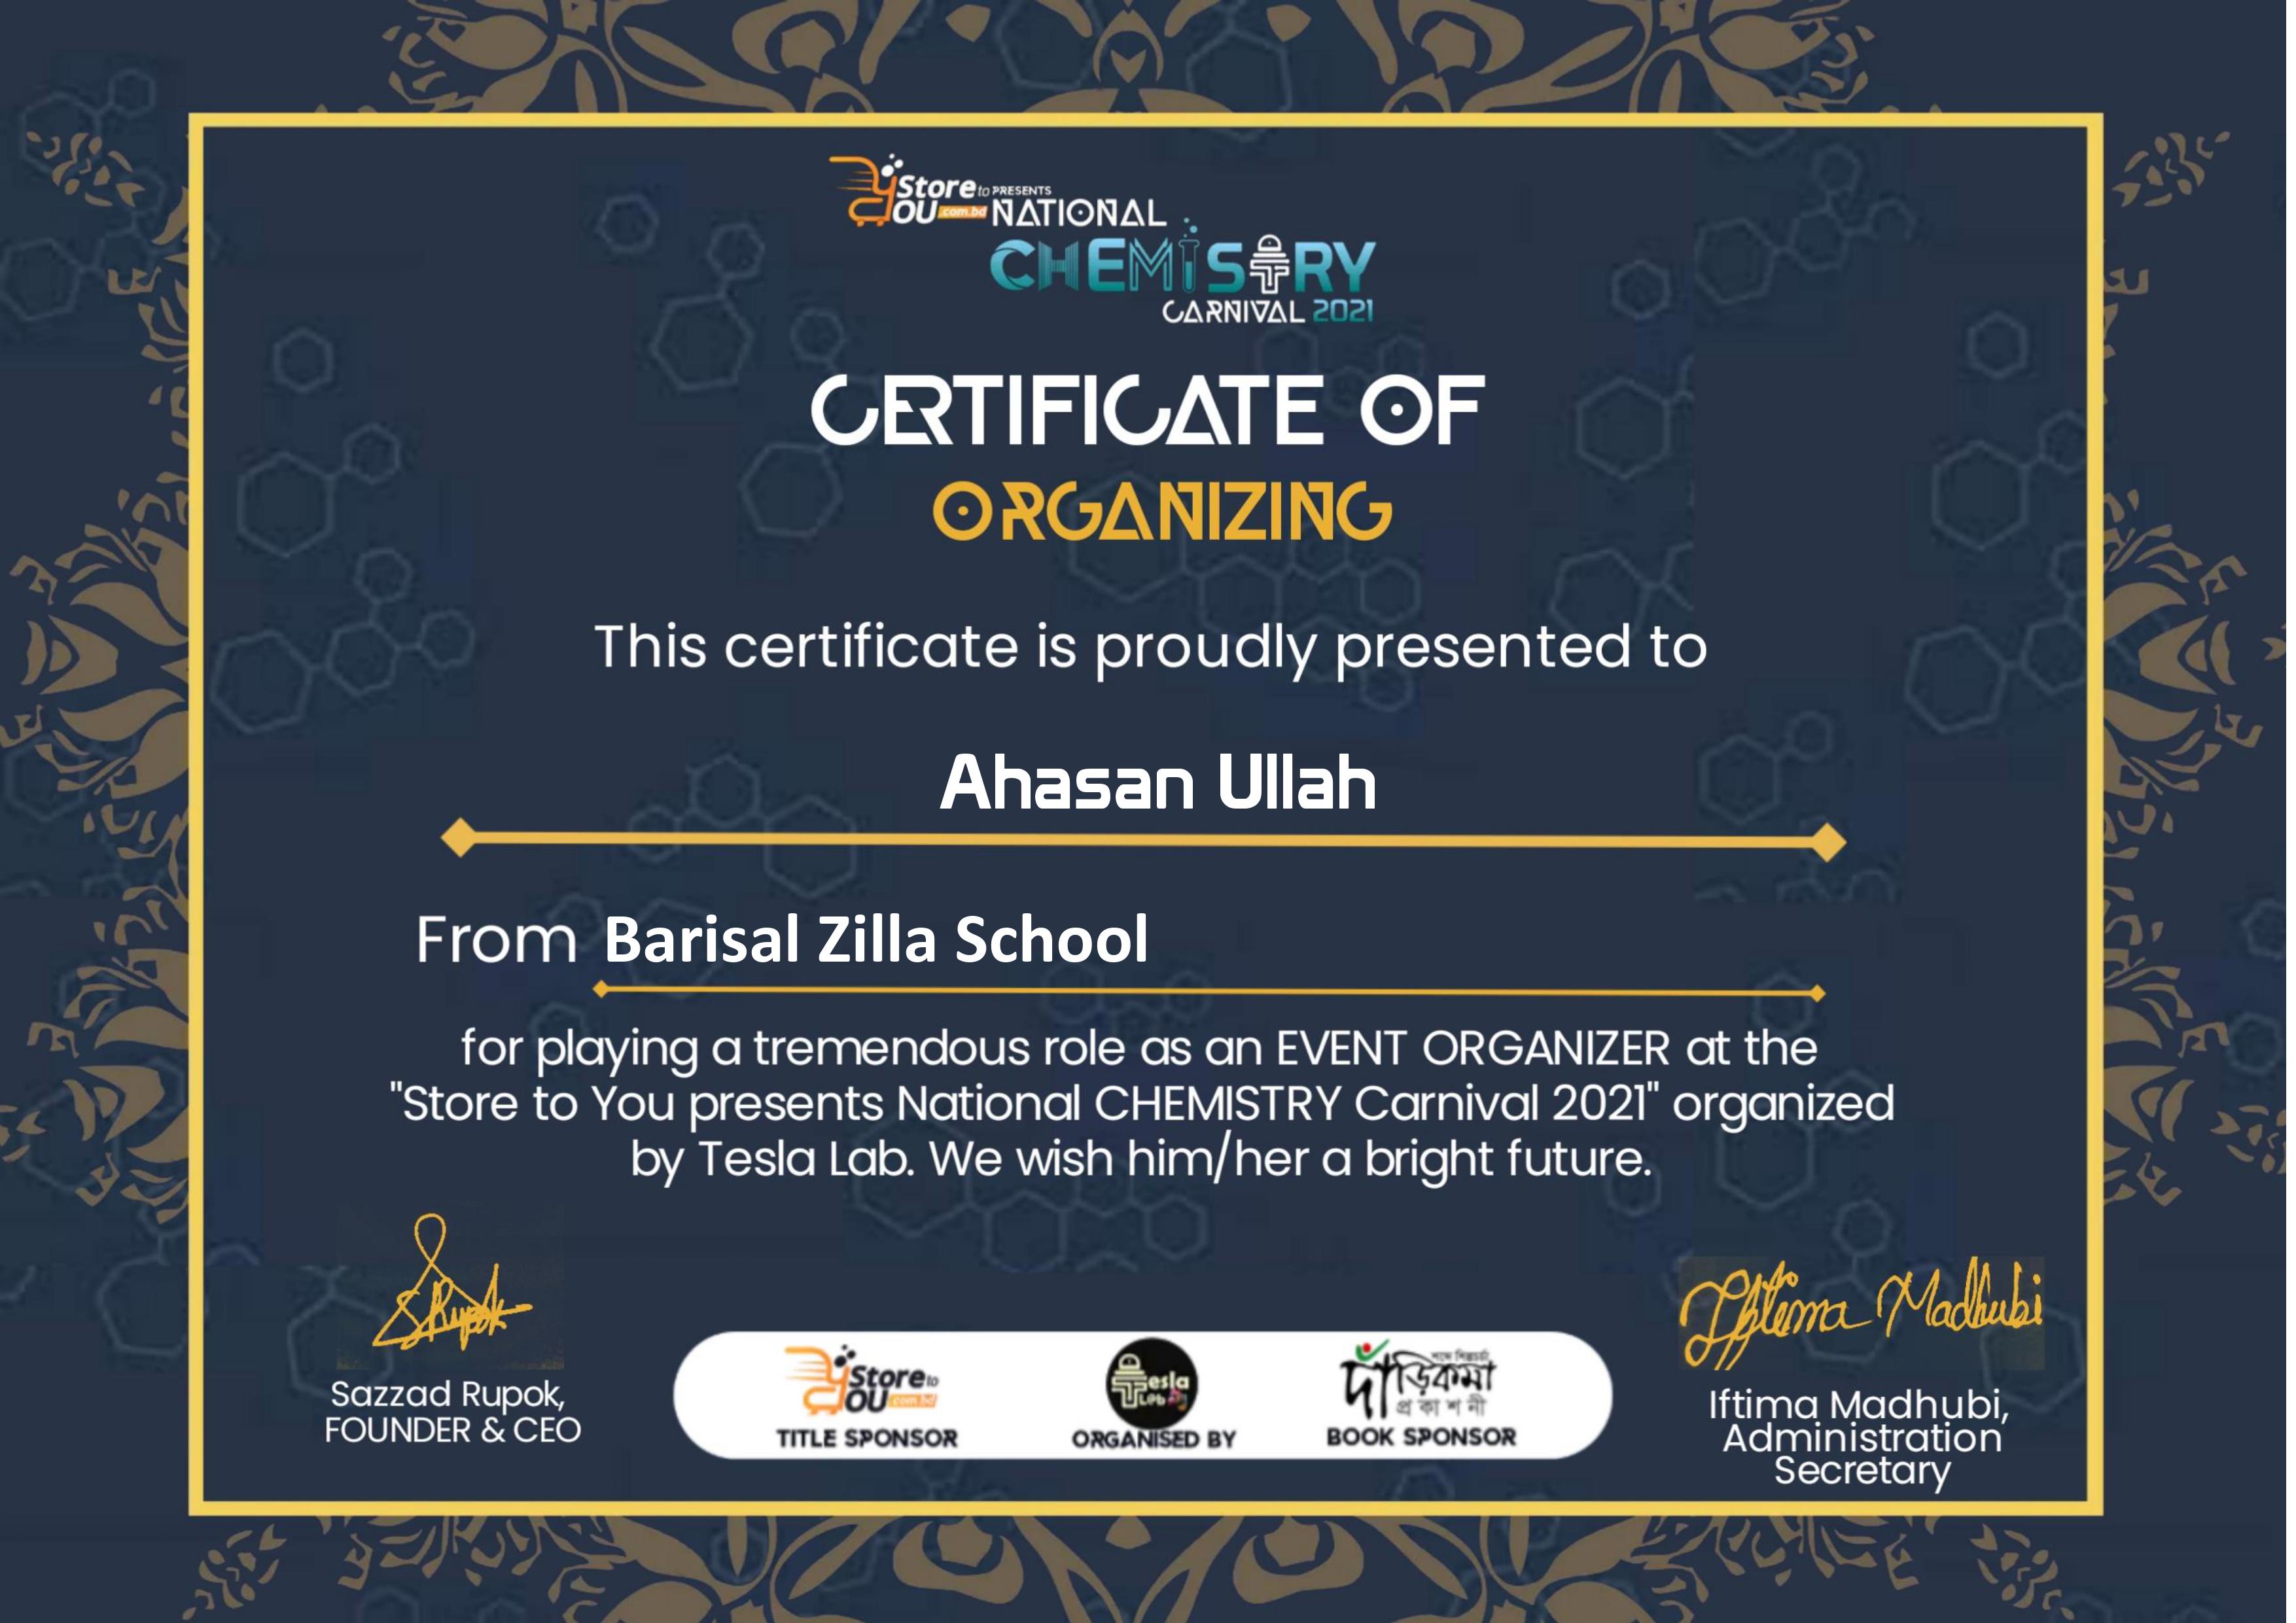 Store to PRESENTS
YOU .com.bd NATIONAL
CHEMISTRY
CARNIVAL 2021
CERTIFICATE OF
ORGANIZING
This certificate is proudly presented to
Ahasan Ullah
From Barisal Zilla School
for playing a tremendous role as an EVENT ORGANIZER at the
"Store to You presents National CHEMISTRY Carnival 2021" organized
by Tesla Lab. We wish him/her a bright future.
S Rupok
Iftima Madhubi
Sazzad Rupok,
FOUNDER & CEO
Store to
YOU .com.bd
TITLE SPONSOR
Tesla
Lab
ORGANISED BY
দাঁড়িকমা
প্রকাশনী
BOOK SPONSOR
Iftima Madhubi,
Administration
Secretary